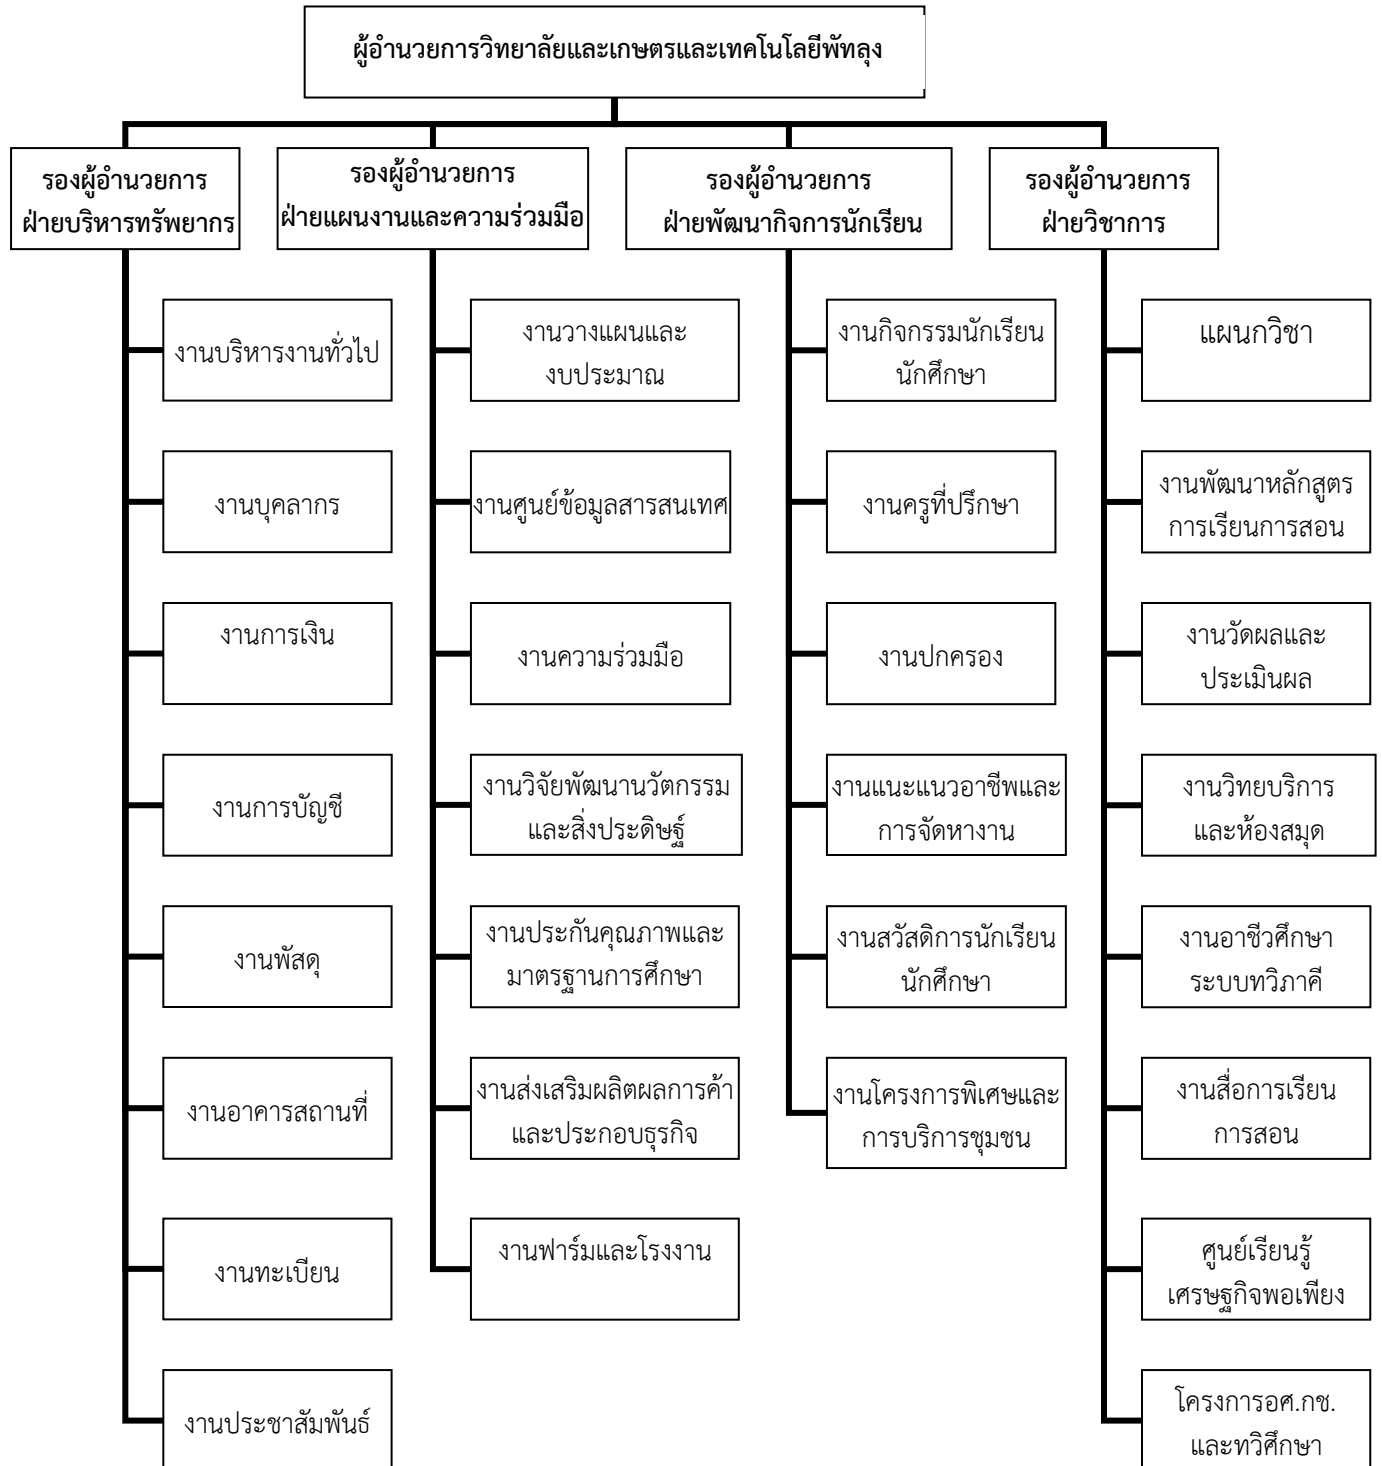 ผู้อำนวยการวิทยาลัยและเกษตรและเทคโนโลยีพัทลุง
รองผู้อำนวยการ
ฝ่ายบริหารทรัพยากร
รองผู้อำนวยการ
ฝ่ายแผนงานและความร่วมมือ
รองผู้อำนวยการ
ฝ่ายพัฒนากิจการนักเรียน
รองผู้อำนวยการ
ฝ่ายวิชาการ
งานบริหารงานทั่วไป
งานบุคลากร
งานการเงิน
งานการบัญชี
งานพัสดุ
งานอาคารสถานที่
งานทะเบียน
งานประชาสัมพันธ์
งานวางแผนและ
งบประมาณ
งานศูนย์ข้อมูลสารสนเทศ
งานความร่วมมือ
งานวิจัยพัฒนานวัตกรรม
และสิ่งประดิษฐ์
งานประกันคุณภาพและ
มาตรฐานการศึกษา
งานส่งเสริมผลิตผลการค้า
และประกอบธุรกิจ
งานฟาร์มและโรงงาน
งานกิจกรรมนักเรียน
นักศึกษา
งานครูที่ปรึกษา
งานปกครอง
งานแนะแนวอาชีพและ
การจัดหางาน
งานสวัสดิการนักเรียน
นักศึกษา
งานโครงการพิเศษและ
การบริการชุมชน
แผนกวิชา
งานพัฒนาหลักสูตร
การเรียนการสอน
งานวัดผลและ
ประเมินผล
งานวิทยบริการ
และห้องสมุด
งานอาชีวศึกษา
ระบบทวิภาคี
งานสื่อการเรียน
การสอน
ศูนย์เรียนรู้
เศรษฐกิจพอเพียง
โครงการอศ.กช.
และทวิศึกษา